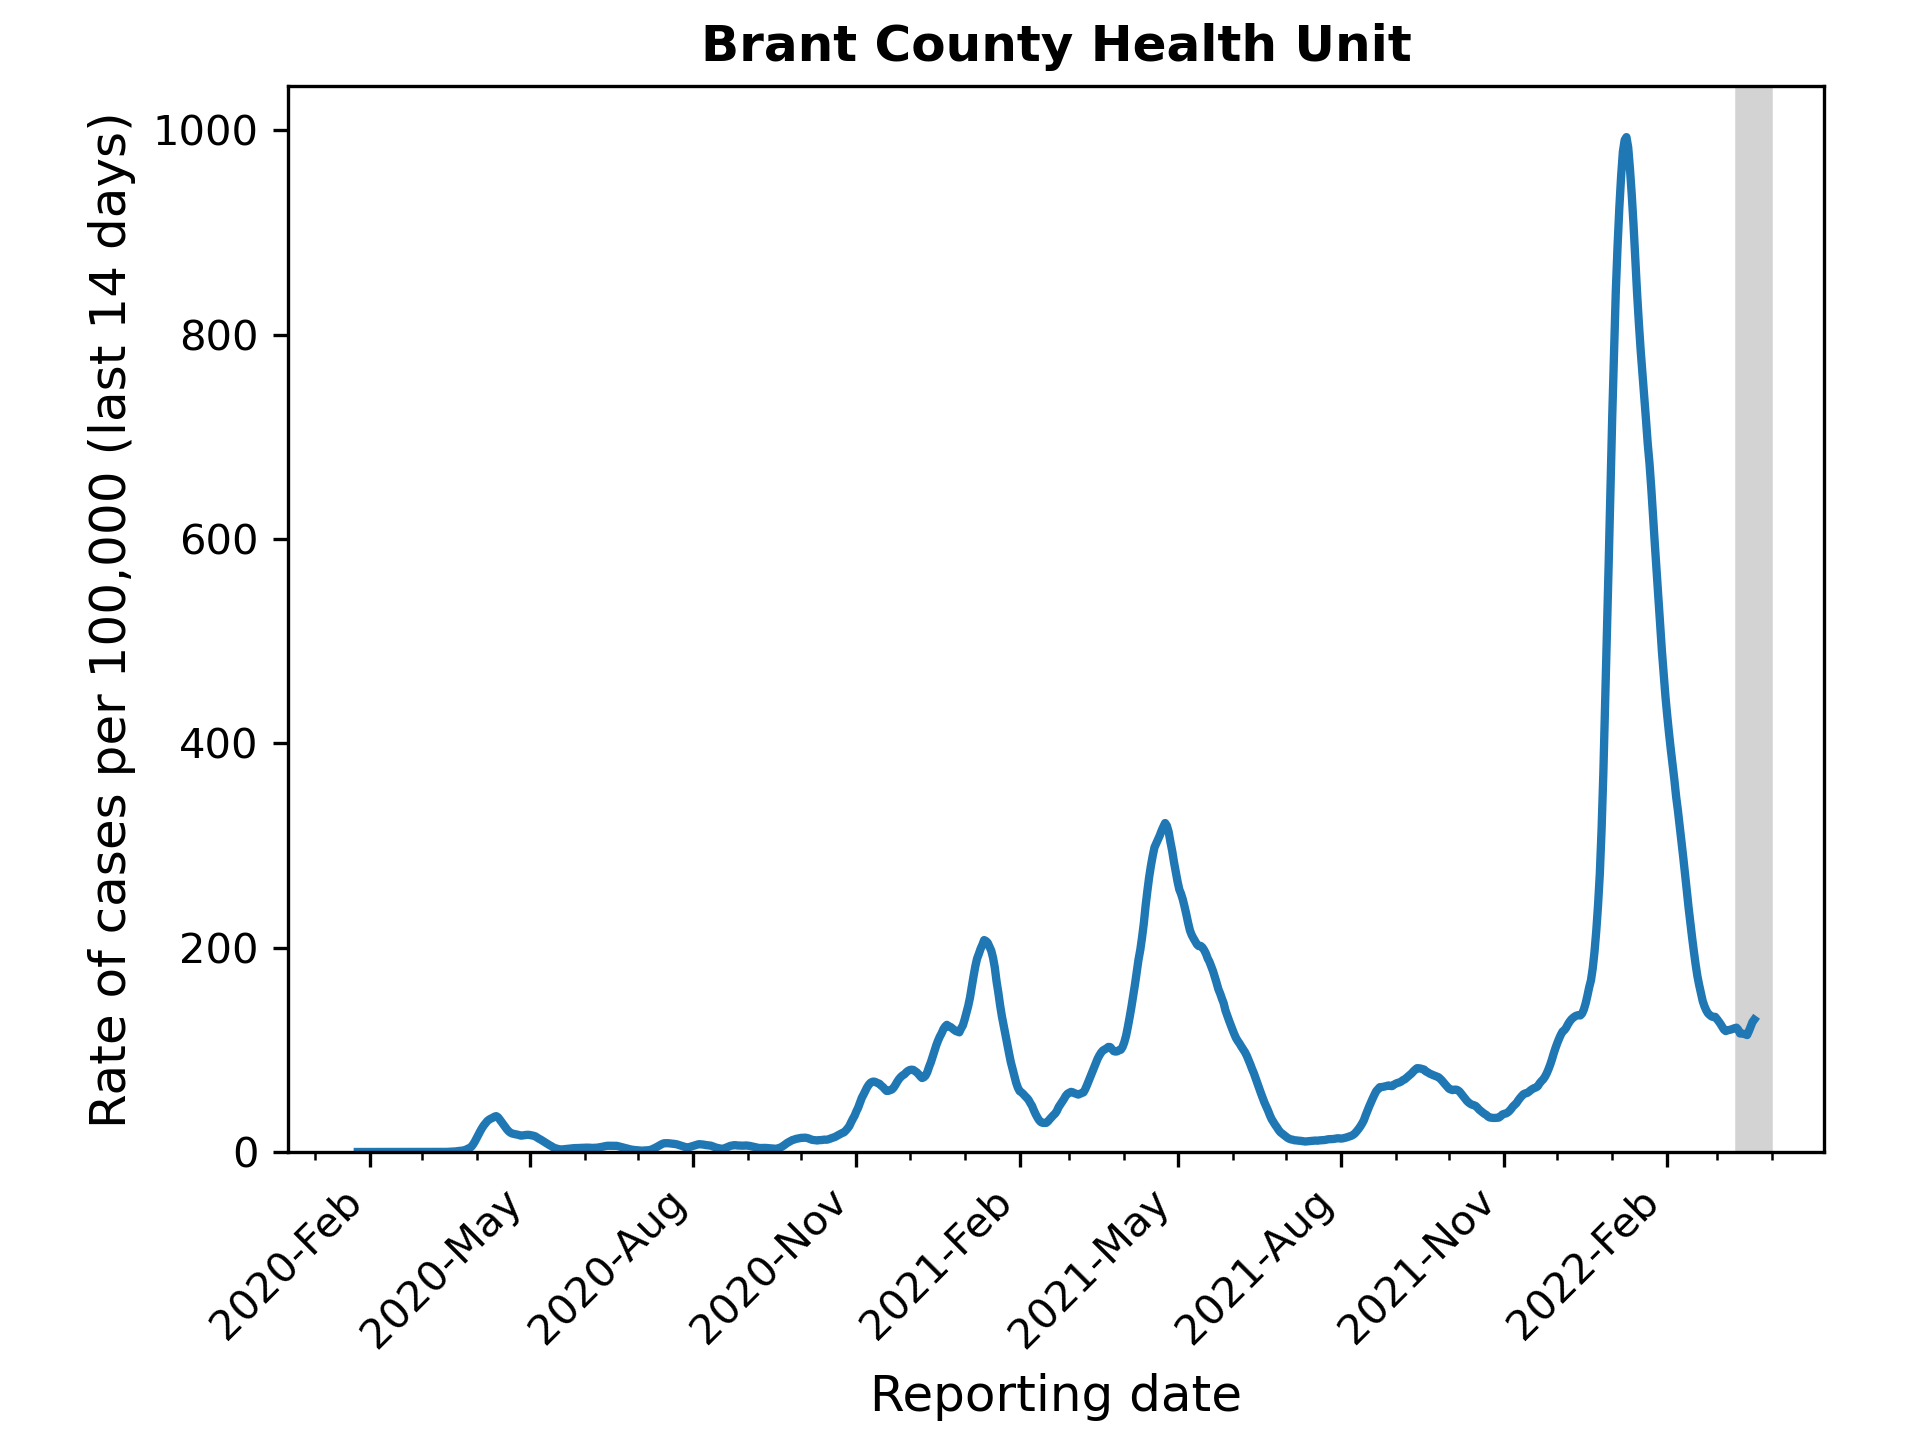 Brant County Health Unit
Rate of cases per 100,000 (last 14 days)
1000
800
600
400
200
0
2020-Feb
2020-May
2020-Aug
2020-Nov
2021-Feb
2021-May
2021-Aug
2021-Nov
2022-Feb
Reporting date